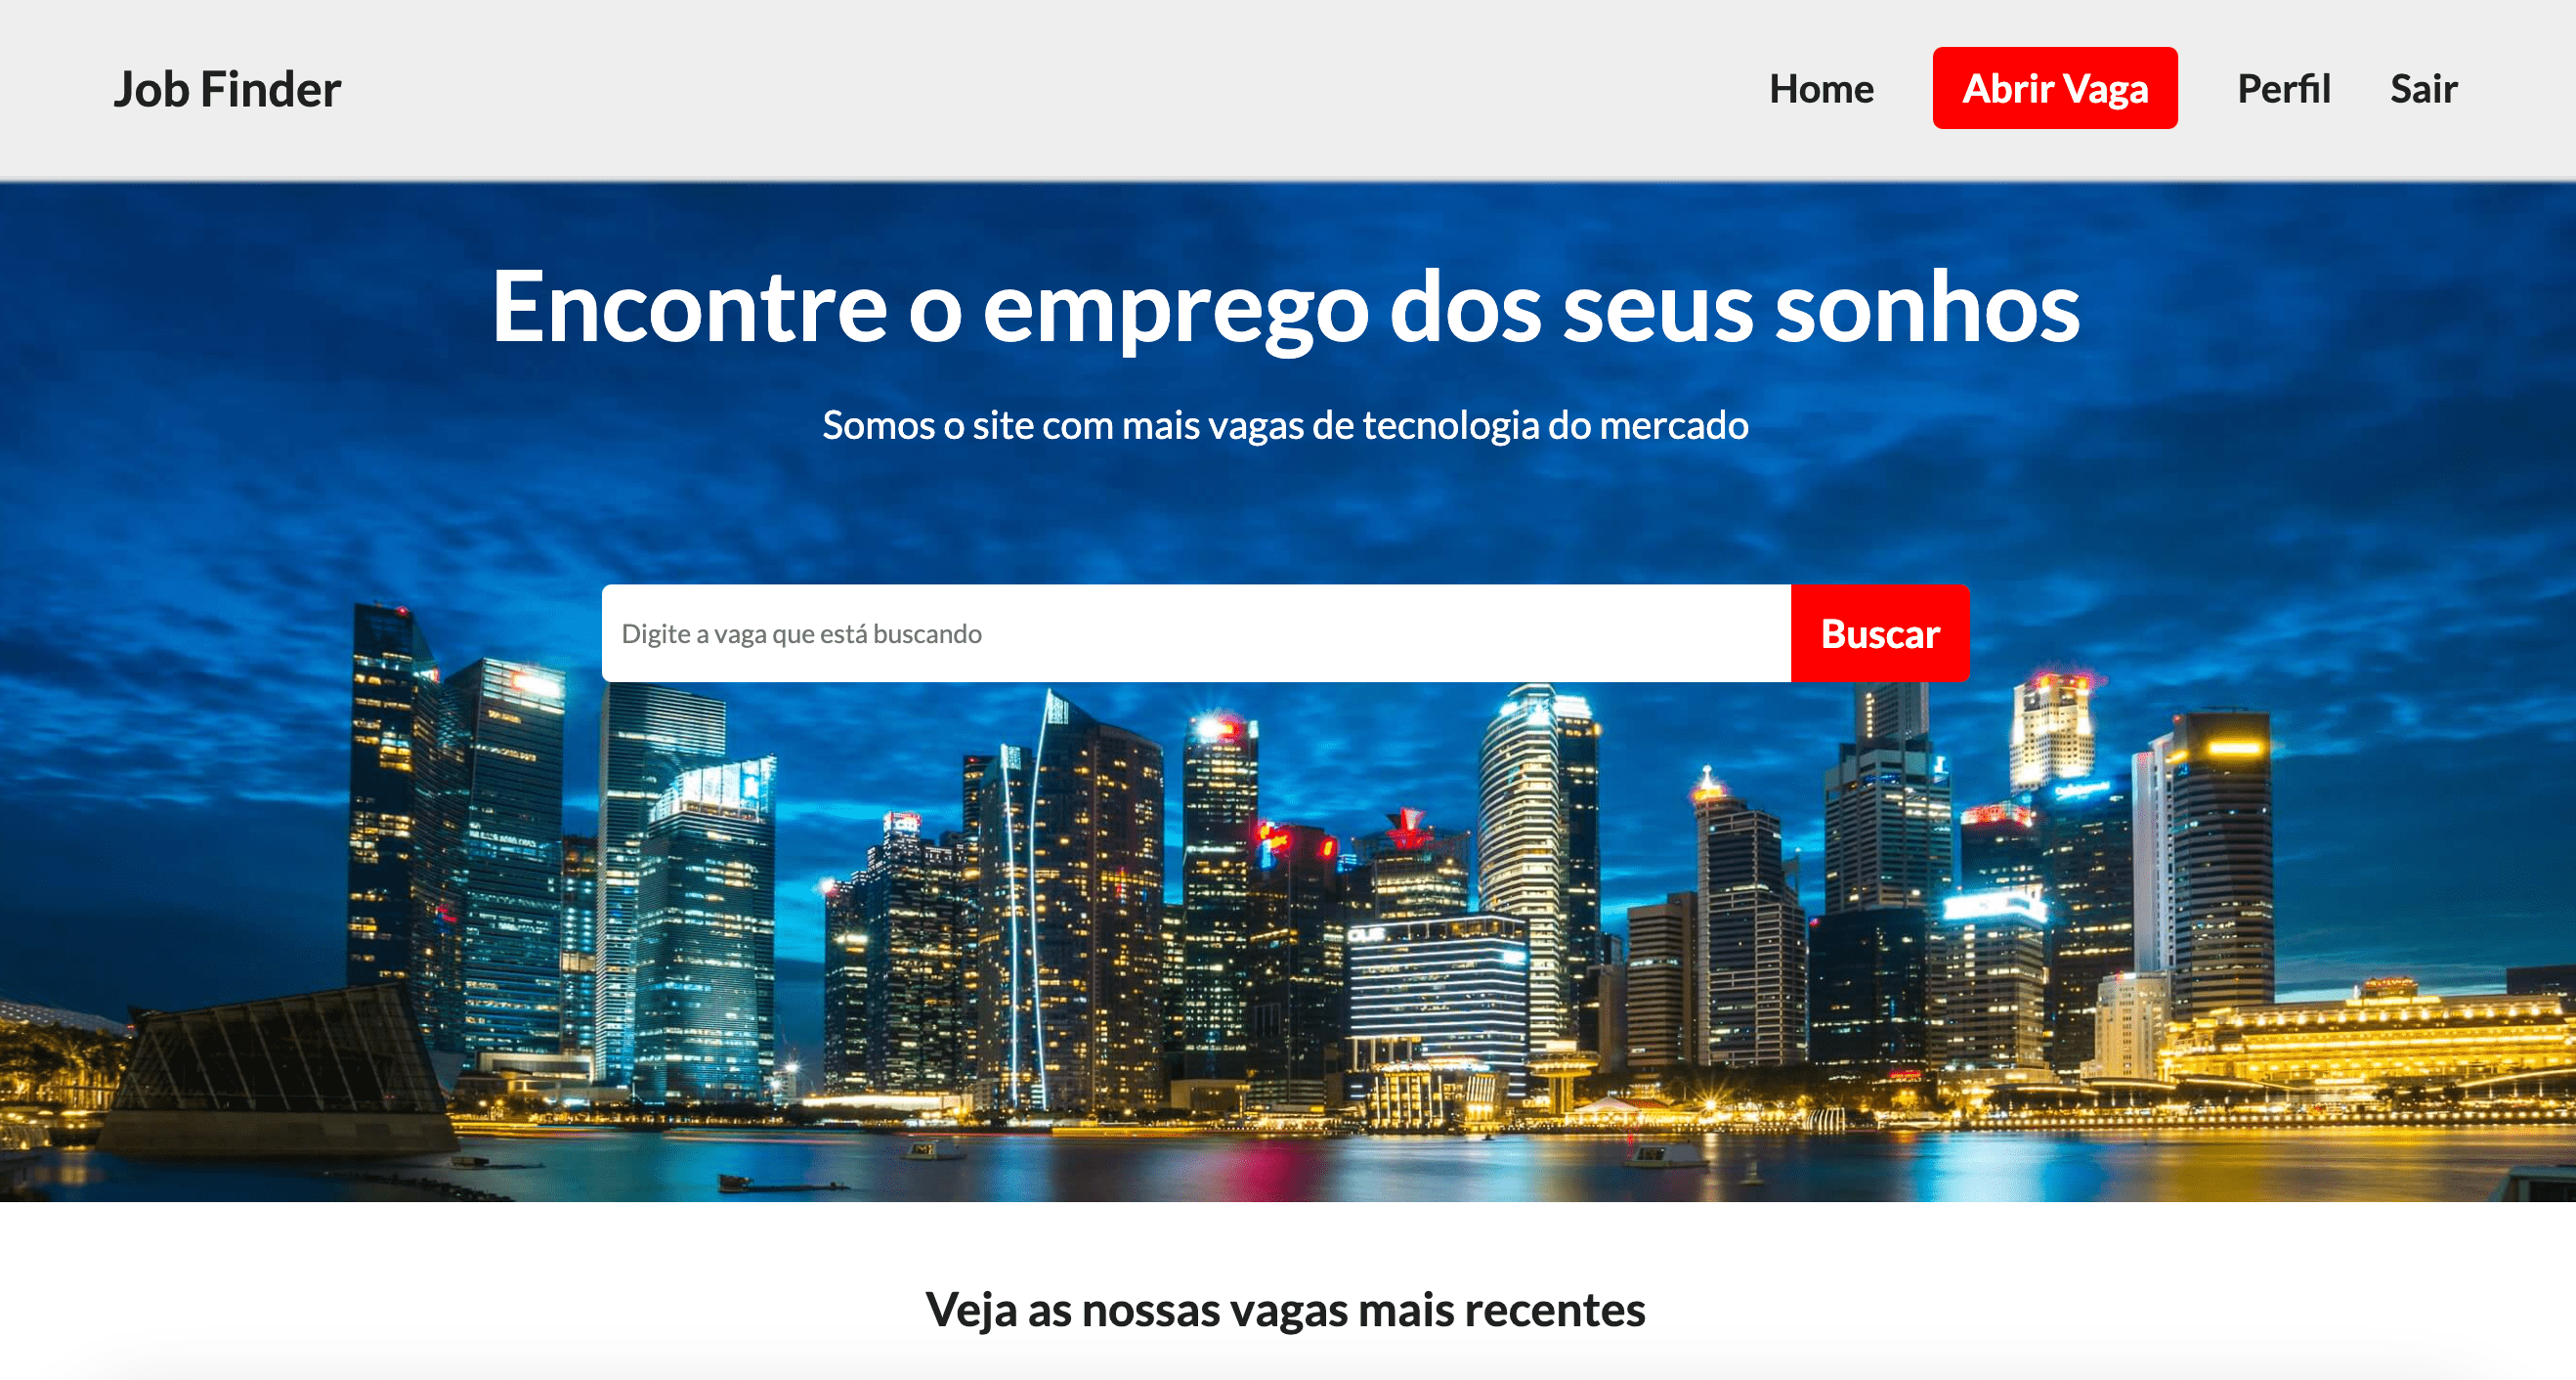 Job Finder
Home
Abrir Vaga
Perfil
Sair
Encontre o emprego dos seus sonhos
Somos o site com mais vagas de tecnologia do mercado
Digite a vaga que está buscando
Buscar
Veja as nossas vagas mais recentes